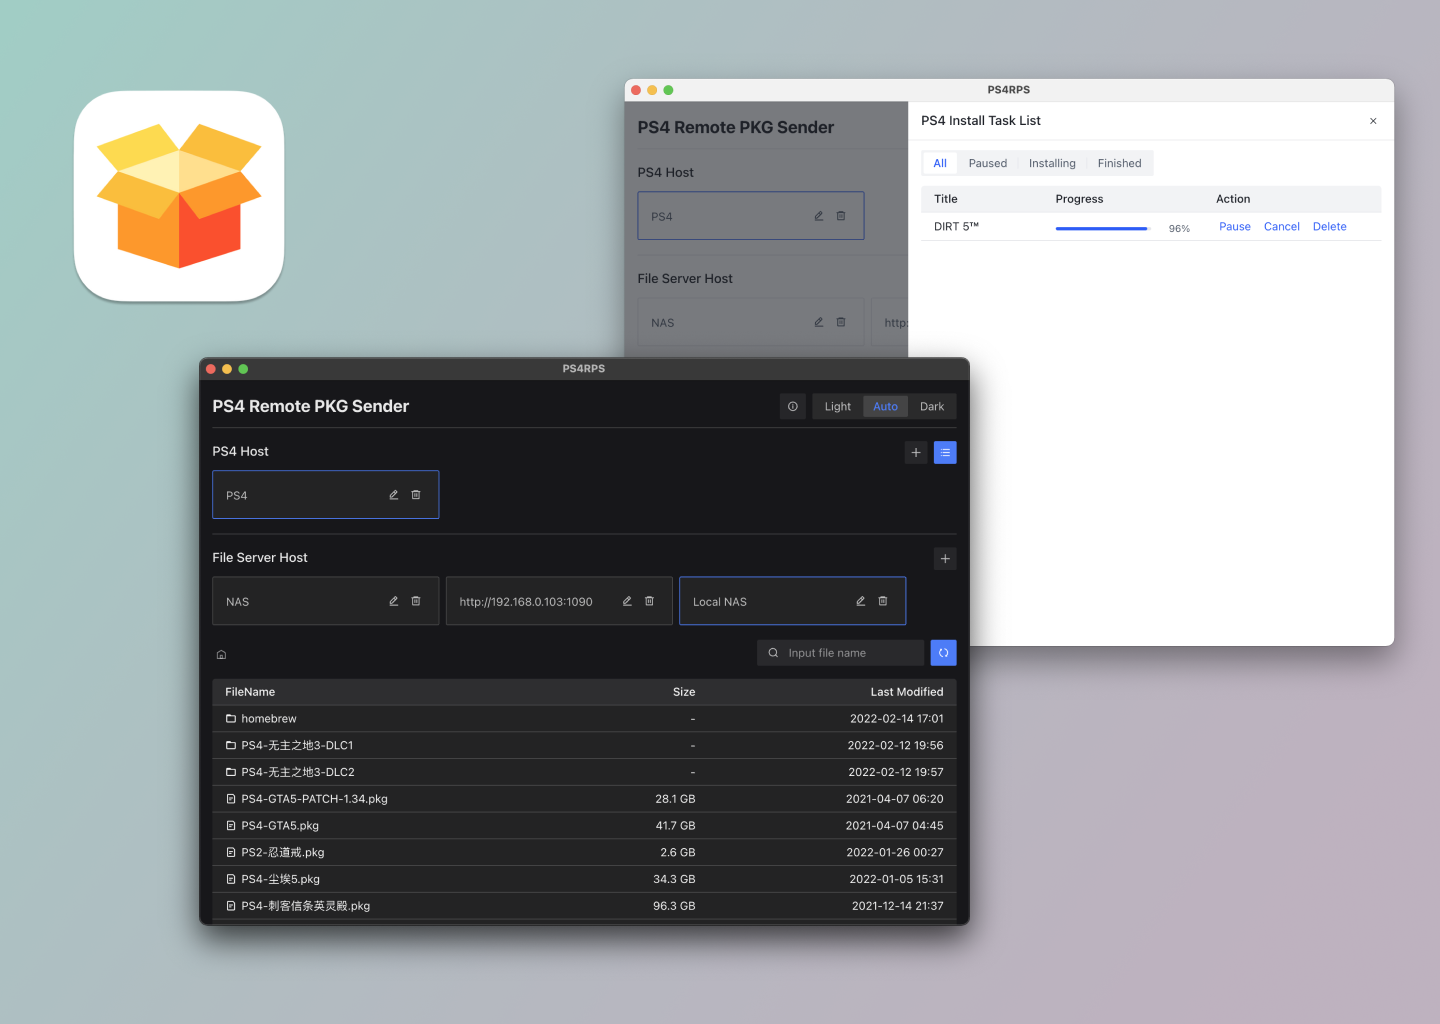 PS4RPS
PS4 Remote PKG Sender
PS4 Host
PS4
File Server Host
NAS
http:
PS4 Install Task List
All Paused Installing Finished
Title Progress Action
DIRT 5™ 96% Pause Cancel Delete
PS4RPS
PS4 Remote PKG Sender
Light Auto Dark
PS4 Host
PS4
File Server Host
NAS http://192.168.0.103:1090 Local NAS
Input file name
FileName Size Last Modified
homebrew - 2022-02-14 17:01
PS4-无主之地3-DLC1 - 2022-02-12 19:56
PS4-无主之地3-DLC2 - 2022-02-12 19:57
PS4-GTA5-PATCH-1.34.pkg 28.1 GB 2021-04-07 06:20
PS4-GTA5.pkg 41.7 GB 2021-04-07 04:45
PS2-忍道戒.pkg 2.6 GB 2022-01-26 00:27
PS4-尘埃5.pkg 34.3 GB 2022-01-05 15:31
PS4-刺客信条英灵殿.pkg 96.3 GB 2021-12-14 21:37